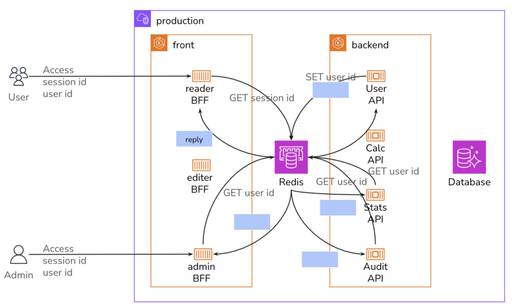 production
front
backend
Access
session id
user id
User
reader
BFF
GET session id
SET user id
User
API
reply
Calc
API
GET user id
GET user id
Redis
Database
editer
BFF
GET user id
Stats
API
Access
session id
user id
Admin
admin
BFF
Audit
API